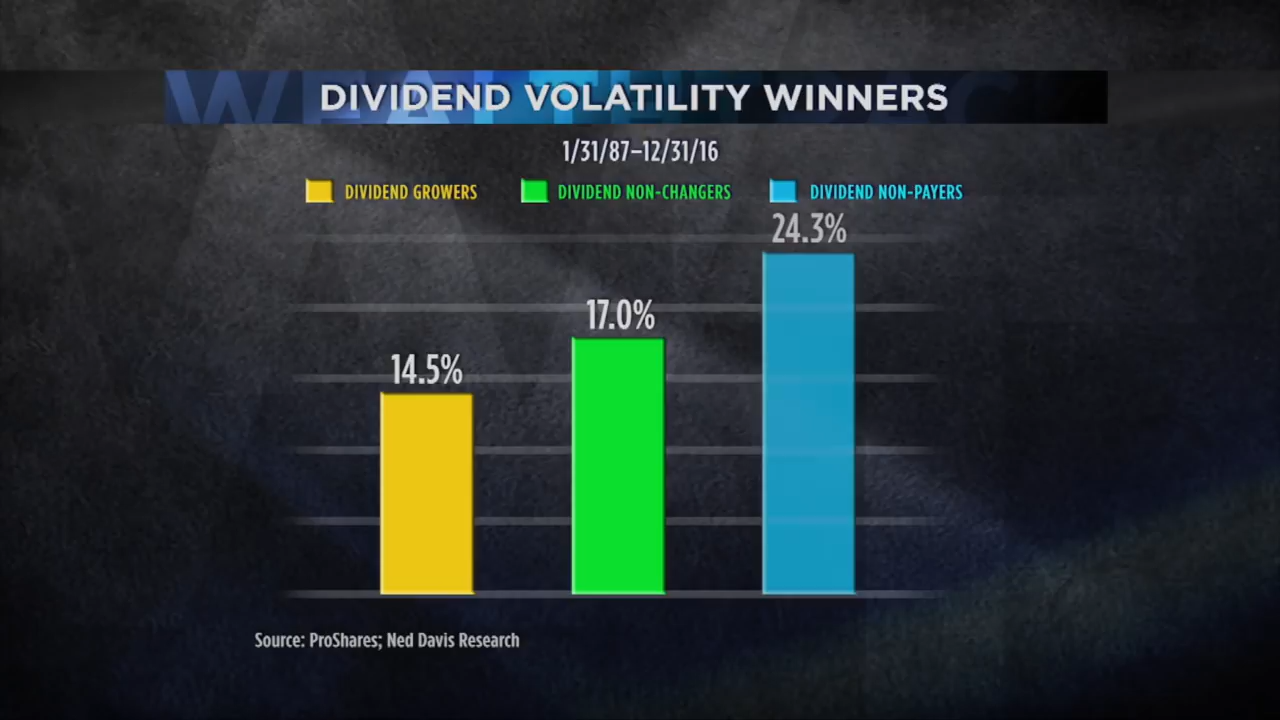 DIVIDEND VOLATILITY WINNERS
1/31/87–12/31/16
DIVIDEND GROWERS DIVIDEND NON-CHANGERS DIVIDEND NON-PAYERS
24.3%
17.0%
14.5%
Source: ProShares; Ned Davis Research